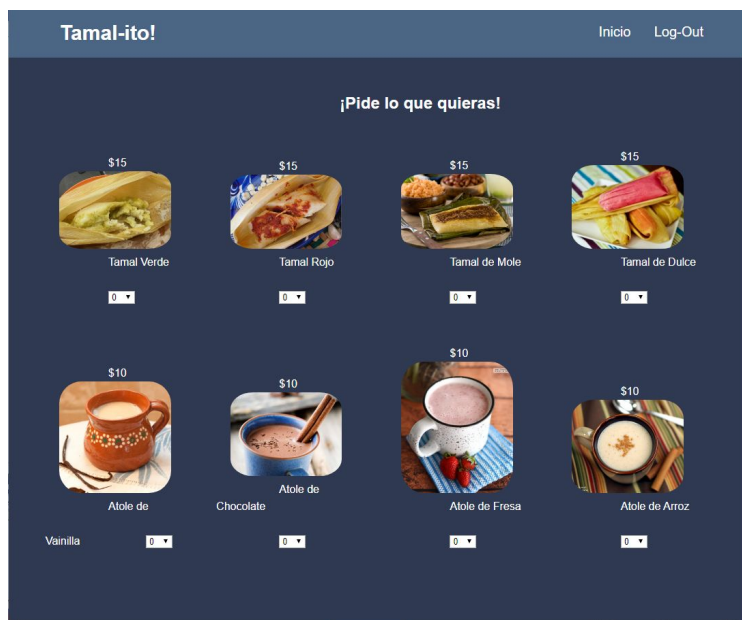 Tamal-ito!
Inicio Log-Out
¡Pide lo que quieras!
$15 $15 $15 $15
Tamal Verde Tamal Rojo Tamal de Mole Tamal de Dulce
0 0 0 0
$10 $10 $10 $10
Atole de
Vainilla
Atole de
Chocolate
Atole de Fresa
Atole de Arroz
0 0 0 0